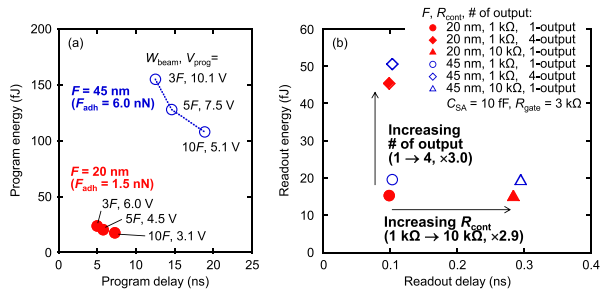 (a)
W_beam, V_prog =
3F, 10.1 V
5F, 7.5 V
10F, 5.1 V
F = 45 nm
(F_adh = 6.0 nN)
F = 20 nm
(F_adh = 1.5 nN)
3F, 6.0 V
5F, 4.5 V
10F, 3.1 V
200
150
100
50
0
0 5 10 15 20 25
Program energy (fJ)
Program delay (ns)
(b)
F, R_cont, # of output:
20 nm, 1 kΩ, 1-output
20 nm, 1 kΩ, 4-output
20 nm, 10 kΩ, 1-output
45 nm, 1 kΩ, 1-output
45 nm, 1 kΩ, 4-output
45 nm, 10 kΩ, 1-output
C_SA = 10 fF, R_gate = 3 kΩ
Increasing
# of output
(1 → 4, ×3.0)
Increasing R_cont
(1 kΩ → 10 kΩ, ×2.9)
60
50
40
30
20
10
0
0.0 0.1 0.2 0.3 0.4
Readout energy (fJ)
Readout delay (ns)